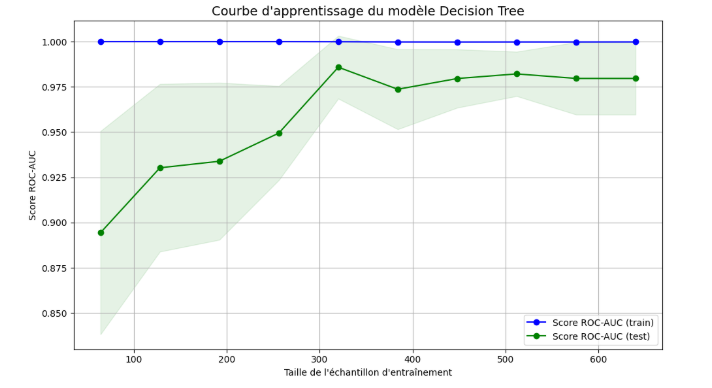 Courbe d'apprentissage du modèle Decision Tree
1.000
0.975
0.950
0.925
0.900
0.875
0.850
Score ROC-AUC
100
200
300
400
500
600
Taille de l'échantillon d'entraînement
Score ROC-AUC (train)
Score ROC-AUC (test)